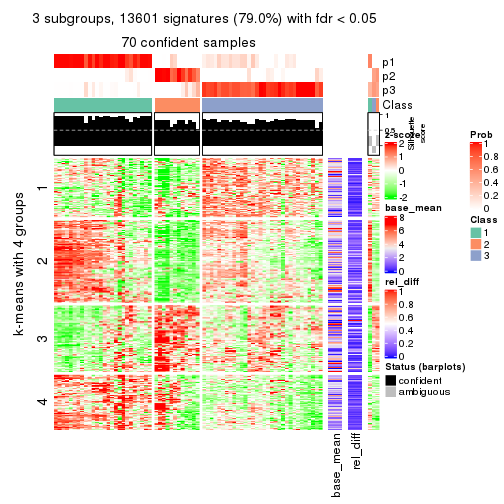 3 subgroups, 13601 signatures (79.0%) with fdr < 0.05
70 confident samples
p1
p2
p3
Class
1
0.5
0
Silhouette
score
z-score
2
1
0
-1
-2
base_mean
8
6
4
2
0
rel_diff
1
0.8
0.6
0.4
0.2
0
Status (barplots)
confident
ambiguous
Prob
1
0.8
0.6
0.4
0.2
0
Class
1
2
3
k-means with 4 groups
1
2
3
4
base_mean
rel_diff